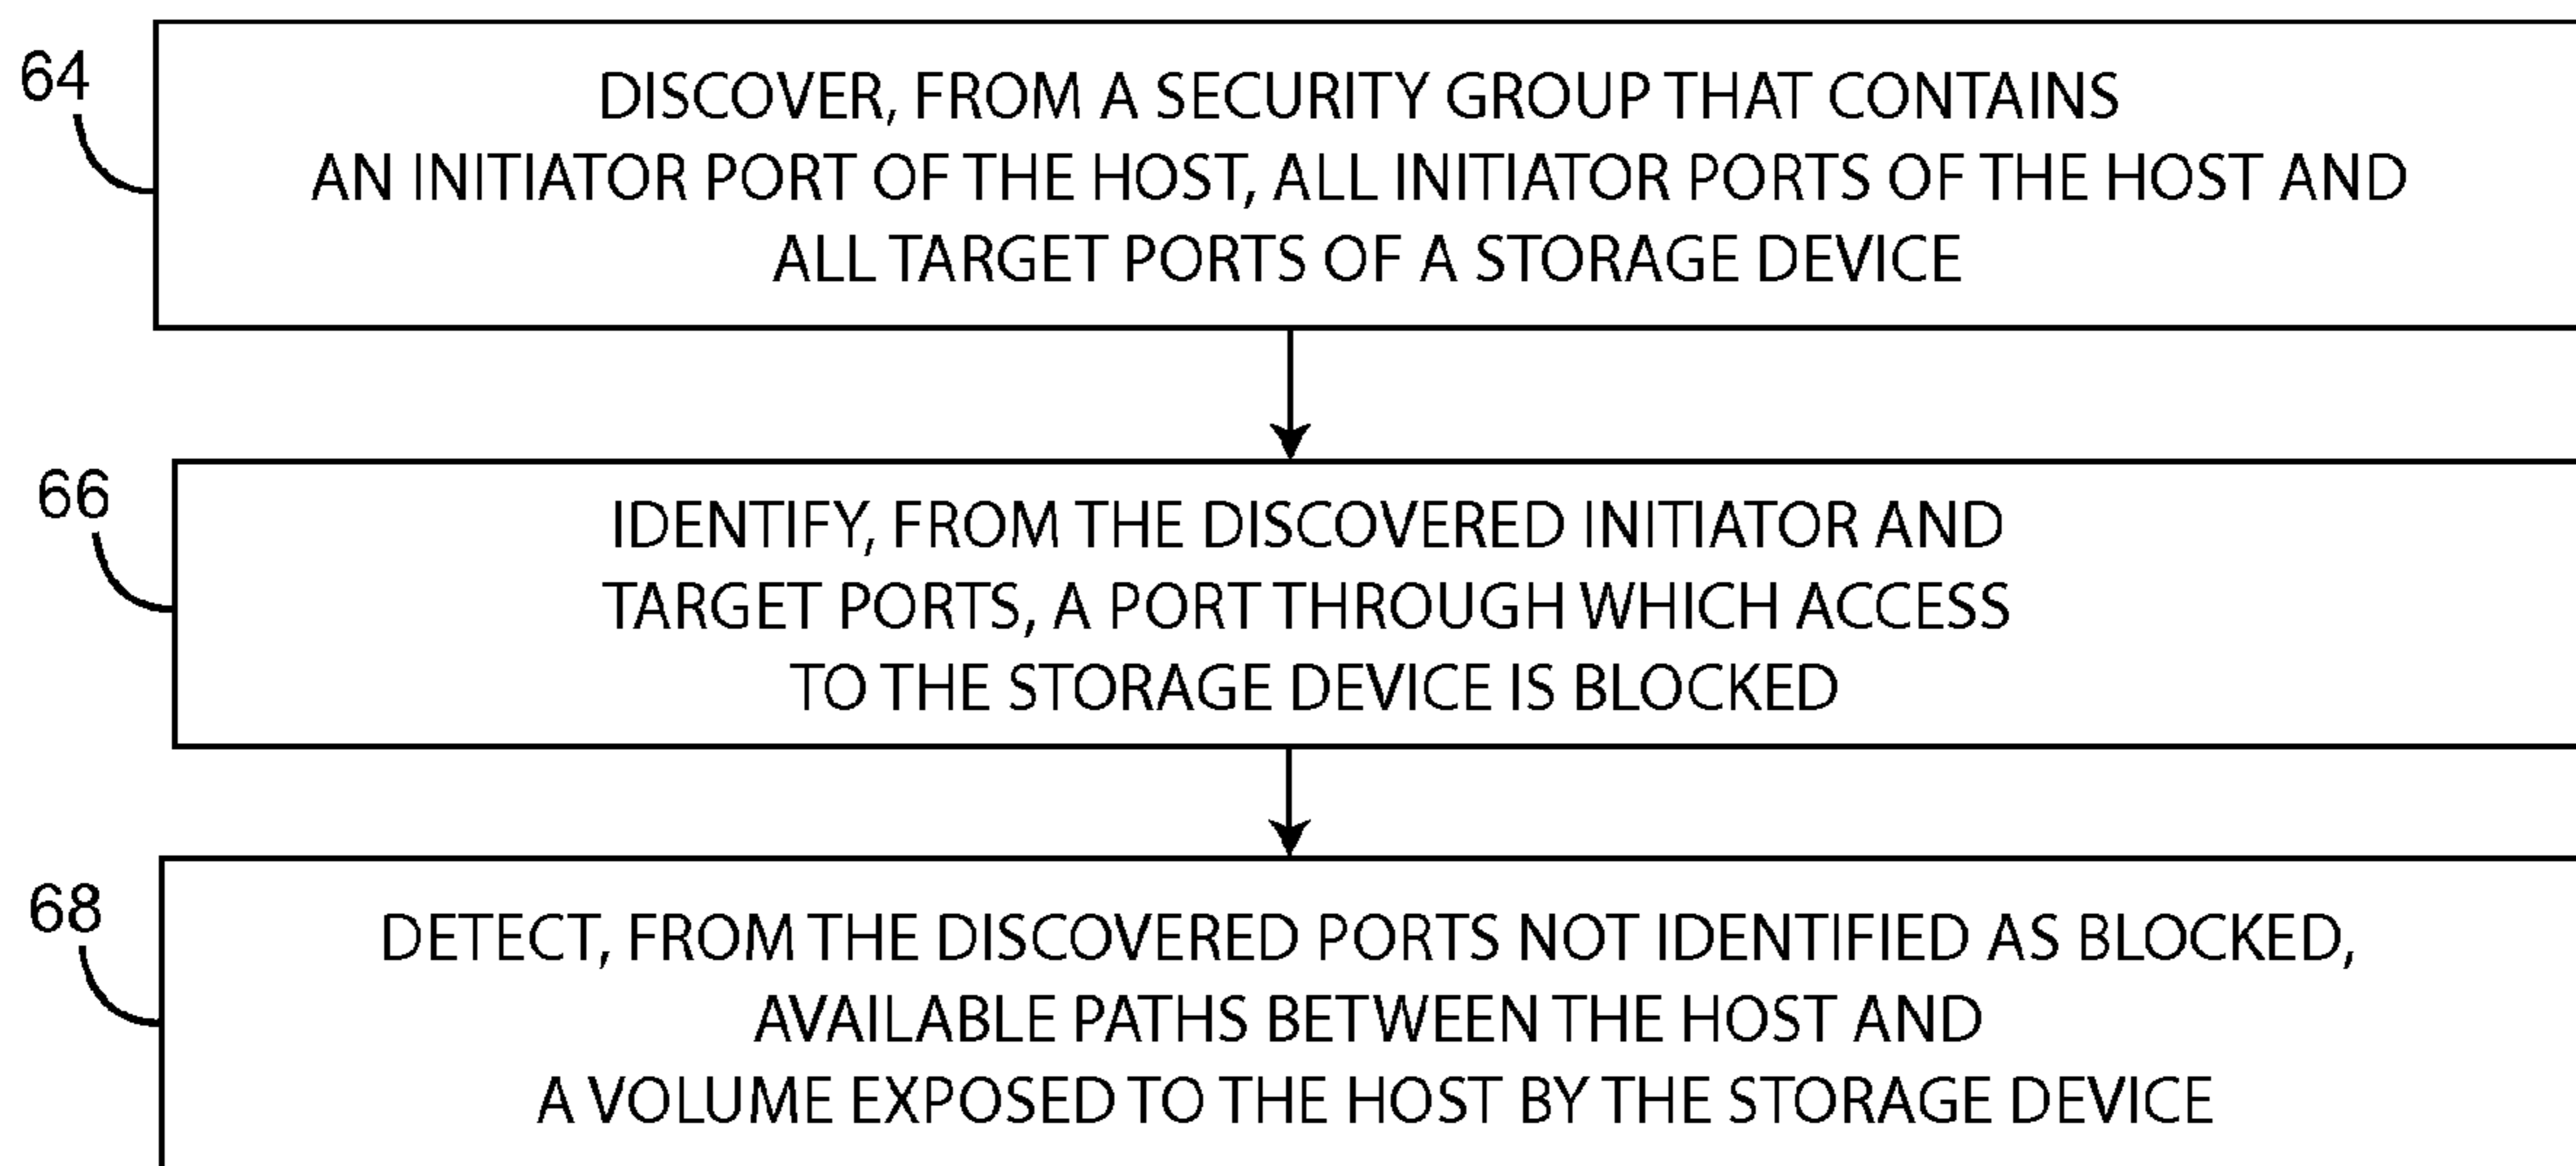 64
DISCOVER, FROM A SECURITY GROUP THAT CONTAINS
AN INITIATOR PORT OF THE HOST, ALL INITIATOR PORTS OF THE HOST AND
ALL TARGET PORTS OF A STORAGE DEVICE
66
IDENTIFY, FROM THE DISCOVERED INITIATOR AND
TARGET PORTS, A PORT THROUGH WHICH ACCESS
TO THE STORAGE DEVICE IS BLOCKED
68
DETECT, FROM THE DISCOVERED PORTS NOT IDENTIFIED AS BLOCKED,
AVAILABLE PATHS BETWEEN THE HOST AND
A VOLUME EXPOSED TO THE HOST BY THE STORAGE DEVICE